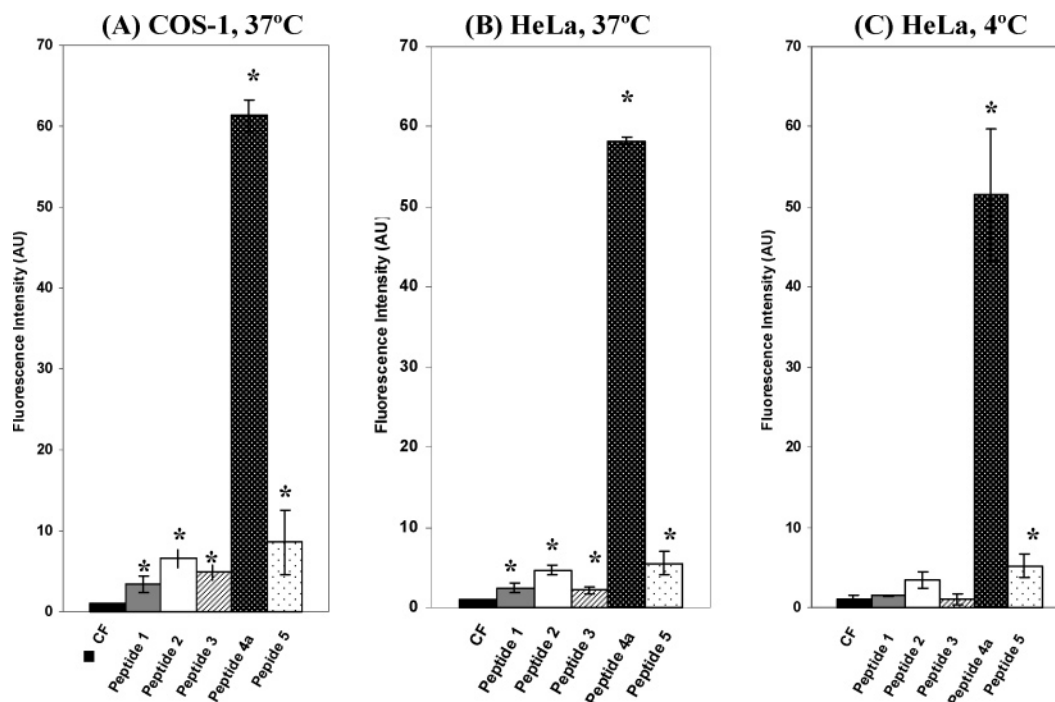 (A) COS-1, 37ºC
(B) HeLa, 37ºC
(C) HeLa, 4ºC
Fluorescence Intensity (AU)
70
60
50
40
30
20
10
0
*
*
*
*
*
CF
Peptide 1
Peptide 2
Peptide 3
Peptide 4a
Pepide 5
Fluorescence Intensity (AU)
70
60
50
40
30
20
10
0
*
*
*
*
*
CF
Peptide 1
Peptide 2
Peptide 3
Peptide 4a
Peptide 5
Fluorescence Intensity (AU)
70
60
50
40
30
20
10
0
*
*
CF
Peptide 1
Peptide 2
Peptide 3
Peptide 4a
Peptide 5